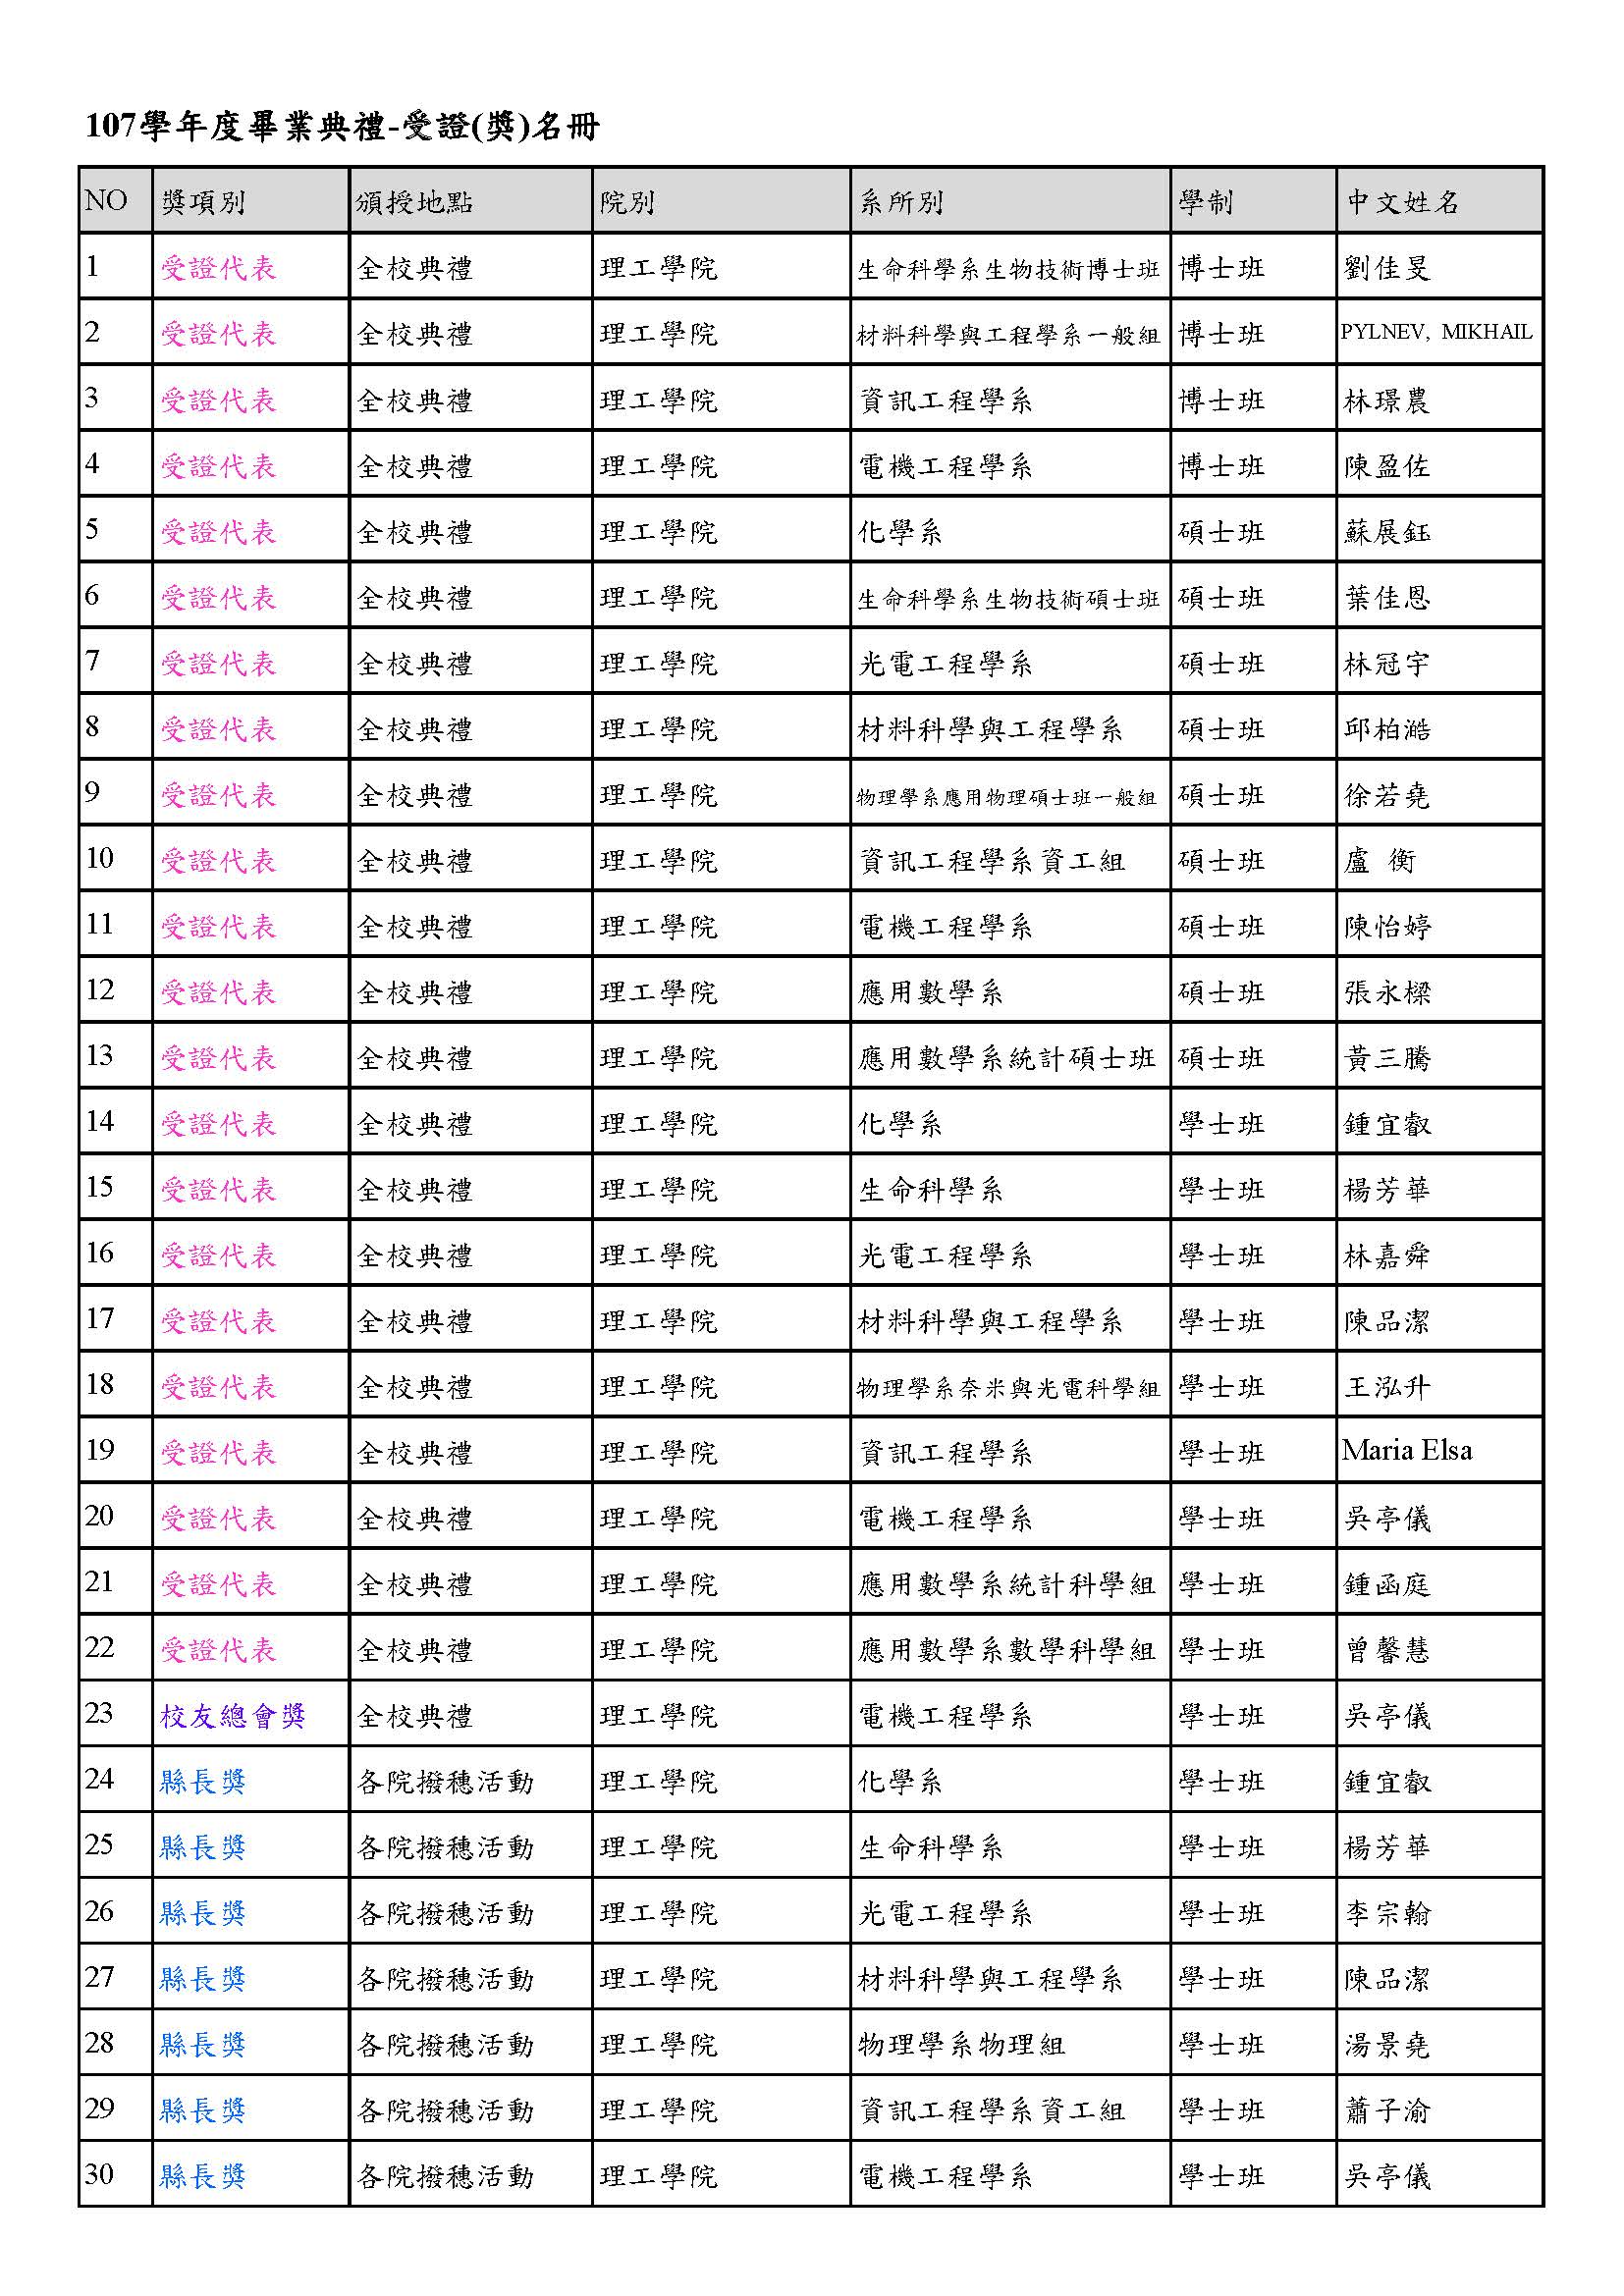 107學年度畢業典禮-受證(獎)名冊
NO 獎項別 頒授地點 院別 系所別 學制 中文姓名
1 受證代表 全校典禮 理工學院 生命科學系生物技術博士班 博士班 劉佳旻
2 受證代表 全校典禮 理工學院 材料科學與工程學系一般組 博士班 PYLNEV, MIKHAIL
3 受證代表 全校典禮 理工學院 資訊工程學系 博士班 林璟農
4 受證代表 全校典禮 理工學院 電機工程學系 博士班 陳盈佐
5 受證代表 全校典禮 理工學院 化學系 碩士班 蘇展鈺
6 受證代表 全校典禮 理工學院 生命科學系生物技術碩士班 碩士班 葉佳恩
7 受證代表 全校典禮 理工學院 光電工程學系 碩士班 林冠宇
8 受證代表 全校典禮 理工學院 材料科學與工程學系 碩士班 邱柏澔
9 受證代表 全校典禮 理工學院 物理學系應用物理碩士班一般組 碩士班 徐若堯
10 受證代表 全校典禮 理工學院 資訊工程學系資工組 碩士班 盧 衡
11 受證代表 全校典禮 理工學院 電機工程學系 碩士班 陳怡婷
12 受證代表 全校典禮 理工學院 應用數學系 碩士班 張永樑
13 受證代表 全校典禮 理工學院 應用數學系統計碩士班 碩士班 黃三騰
14 受證代表 全校典禮 理工學院 化學系 學士班 鍾宜叡
15 受證代表 全校典禮 理工學院 生命科學系 學士班 楊芳華
16 受證代表 全校典禮 理工學院 光電工程學系 學士班 林嘉舜
17 受證代表 全校典禮 理工學院 材料科學與工程學系 學士班 陳品潔
18 受證代表 全校典禮 理工學院 物理學系奈米與光電科學組 學士班 王泓升
19 受證代表 全校典禮 理工學院 資訊工程學系 學士班 Maria Elsa
20 受證代表 全校典禮 理工學院 電機工程學系 學士班 吳亭儀
21 受證代表 全校典禮 理工學院 應用數學系統計科學組 學士班 鍾函庭
22 受證代表 全校典禮 理工學院 應用數學系數學科學組 學士班 曾馨慧
23 校友總會獎 全校典禮 理工學院 電機工程學系 學士班 吳亭儀
24 縣長獎 各院撥穗活動 理工學院 化學系 學士班 鍾宜叡
25 縣長獎 各院撥穗活動 理工學院 生命科學系 學士班 楊芳華
26 縣長獎 各院撥穗活動 理工學院 光電工程學系 學士班 李宗翰
27 縣長獎 各院撥穗活動 理工學院 材料科學與工程學系 學士班 陳品潔
28 縣長獎 各院撥穗活動 理工學院 物理學系物理組 學士班 湯景堯
29 縣長獎 各院撥穗活動 理工學院 資訊工程學系資工組 學士班 蕭子渝
30 縣長獎 各院撥穗活動 理工學院 電機工程學系 學士班 吳亭儀